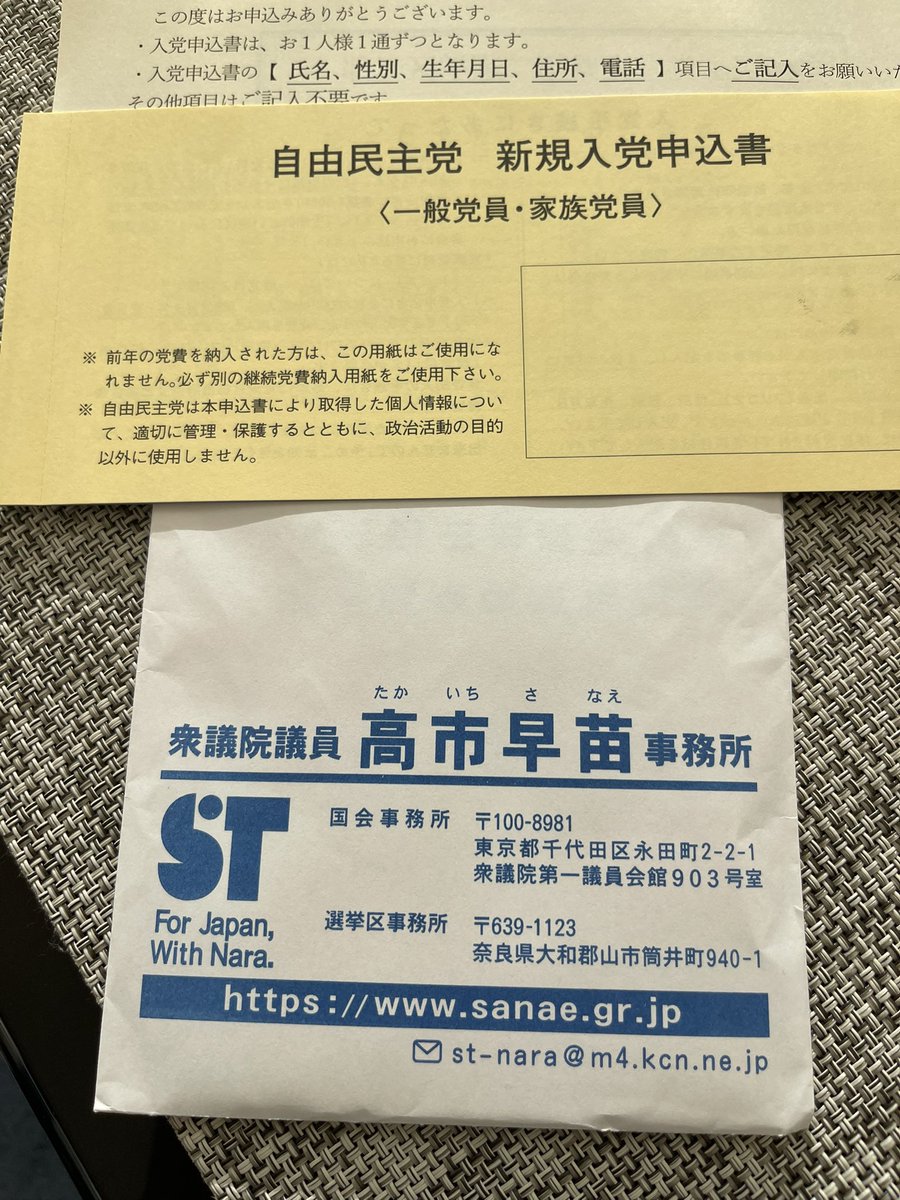 この度はお申込みありがとうございます。
・入党申込書は、お1人様1通ずつとなります。
・入党申込書の【 氏名、性別、生年月日、住所、電話 】項目へご記入をお願いいた
その他項目はご記入不要です
自由民主党 新規入党申込書
〈一般党員・家族党員〉
※ 前年の党費を納入された方は、この用紙はご使用にな
れません。必ず別の継続党費納入用紙をご使用下さい。
※ 自由民主党は本申込書により取得した個人情報につい
て、適切に管理・保護するとともに、政治活動の目的
以外に使用しません。
たか いち さ なえ
衆議院議員 高市早苗 事務所
ST
国会事務所 〒100-8981
東京都千代田区永田町2-2-1
衆議院第一議員会館903号室
For Japan,
With Nara.
選挙区事務所 〒639-1123
奈良県大和郡山市筒井町940-1
https://www.sanae.gr.jp
st-nara@m4.kcn.ne.jp